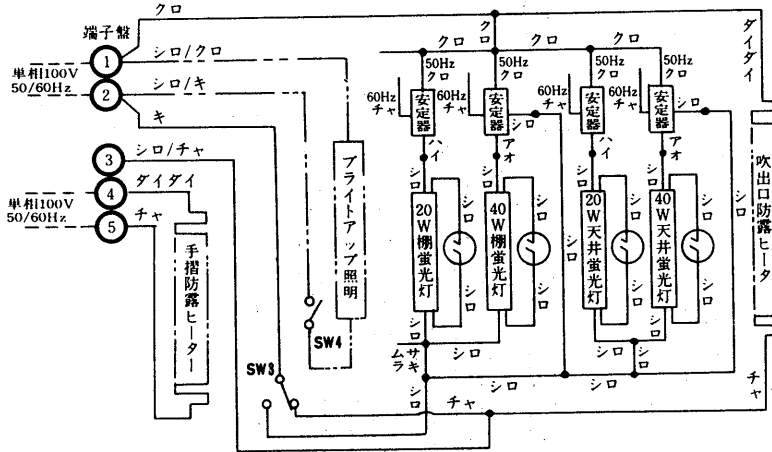 クロ
端子盤
1
シロ/クロ
単相100V
50/60Hz
シロ/キ
2
キ
シロ/チャ
3
ダイダイ
4
単相100V
50/60Hz
チャ
5
手摺防露ヒーター
ブライトアップ照明
SW4
SW3
クロ
クロ
クロ
クロ
50Hz
クロ
50Hz
クロ
50Hz
クロ
50Hz
クロ
60Hz
チャ
60Hz
チャ
60Hz
チャ
60Hz
チャ
安定器
安定器
安定器
安定器
シロ
シロ
ハイ
アオ
ハイ
アオ
シロ
シロ
シロ
シロ
20W棚蛍光灯
40W棚蛍光灯
20W天井蛍光灯
40W天井蛍光灯
シロ
シロ
シロ
シロ
シロ
シロ
シロ
シロ
シロ
シロ
シロ
シロ
シロ
シロ
ムラサキ
シロ
シロ
シロ
シロ
シロ
チャ
ダイダイ
吹出口防露ヒータ
チャ